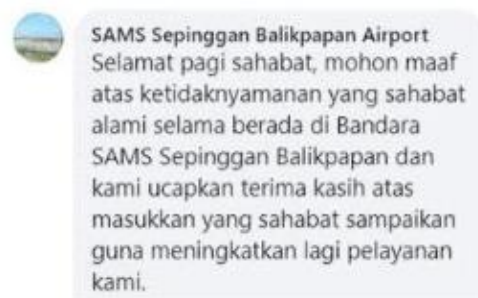 SAMS Sepinggan Balikpapan Airport
Selamat pagi sahabat, mohon maaf
atas ketidaknyamanan yang sahabat
alami selama berada di Bandara
SAMS Sepinggan Balikpapan dan
kami ucapkan terima kasih atas
masukkan yang sahabat sampaikan
guna meningkatkan lagi pelayanan
kami.